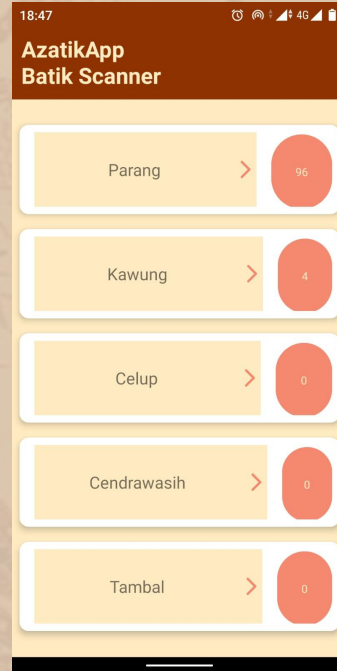 18:47
4G
AzatikApp
Batik Scanner
Parang
96
Kawung
4
Celup
0
Cendrawasih
0
Tambal
0